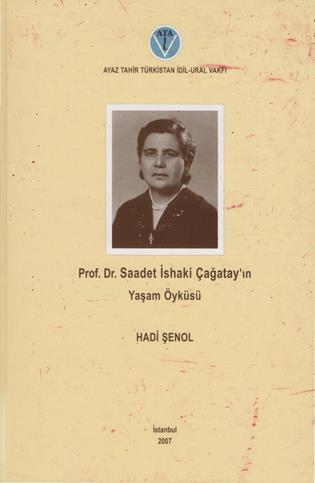 ATA
AYAZ TAHİR TÜRKİSTAN İDİL-URAL VAKFI
Prof. Dr. Saadet İshaki Çağatay'ın
Yaşam Öyküsü
HADİ ŞENOL
İstanbul
2007